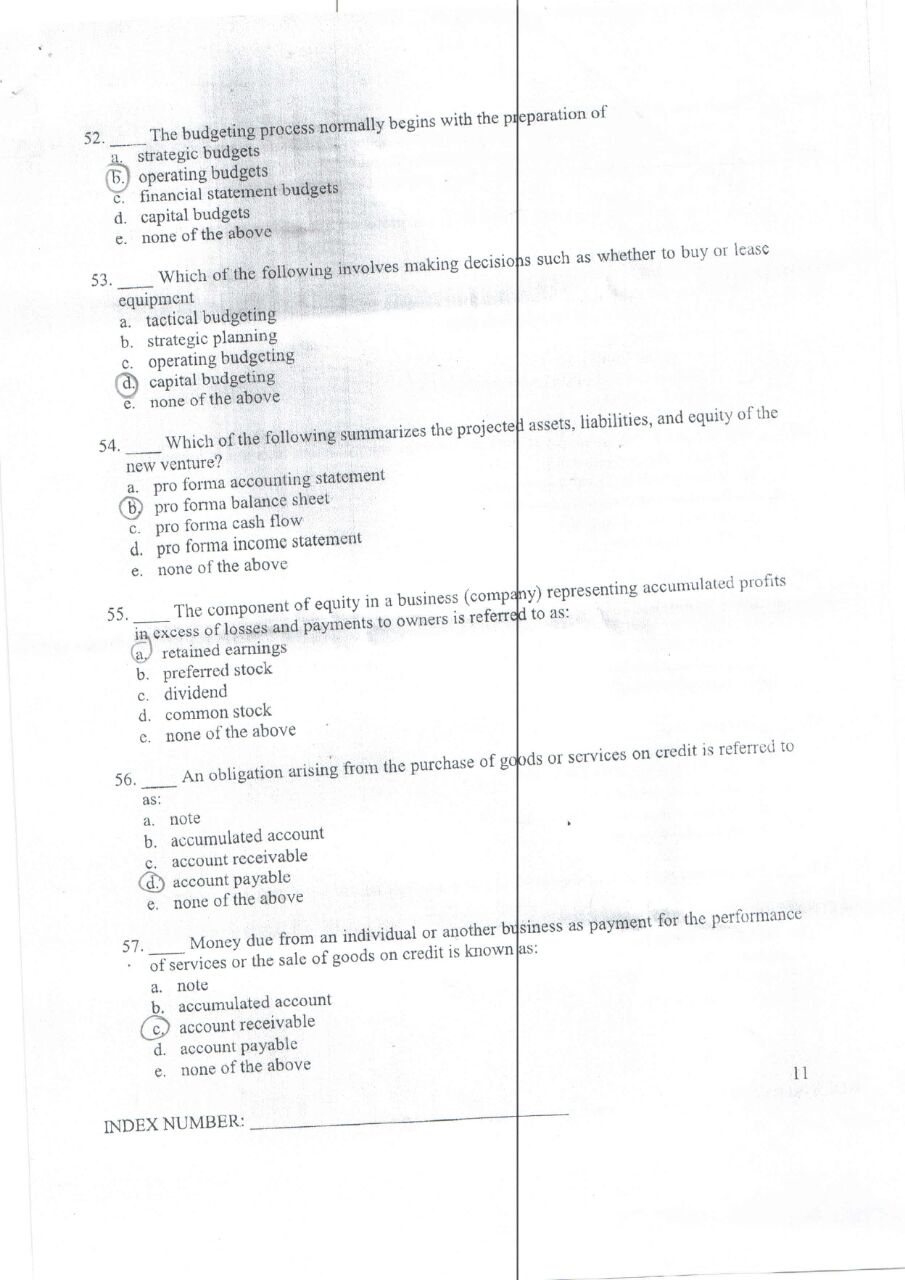 52. ____ The budgeting process normally begins with the preparation of
a. strategic budgets
b. operating budgets
c. financial statement budgets
d. capital budgets
e. none of the above
53. ____ Which of the following involves making decisions such as whether to buy or lease
equipment
a. tactical budgeting
b. strategic planning
c. operating budgeting
d. capital budgeting
e. none of the above
54. ____ Which of the following summarizes the projected assets, liabilities, and equity of the
new venture?
a. pro forma accounting statement
b. pro forma balance sheet
c. pro forma cash flow
d. pro forma income statement
e. none of the above
55. ____ The component of equity in a business (company) representing accumulated profits
in excess of losses and payments to owners is referred to as:
a. retained earnings
b. preferred stock
c. dividend
d. common stock
e. none of the above
56. ____ An obligation arising from the purchase of goods or services on credit is referred to
as:
a. note
b. accumulated account
c. account receivable
d. account payable
e. none of the above
57. ____ Money due from an individual or another business as payment for the performance
of services or the sale of goods on credit is known as:
a. note
b. accumulated account
c. account receivable
d. account payable
e. none of the above
11
INDEX NUMBER: ____